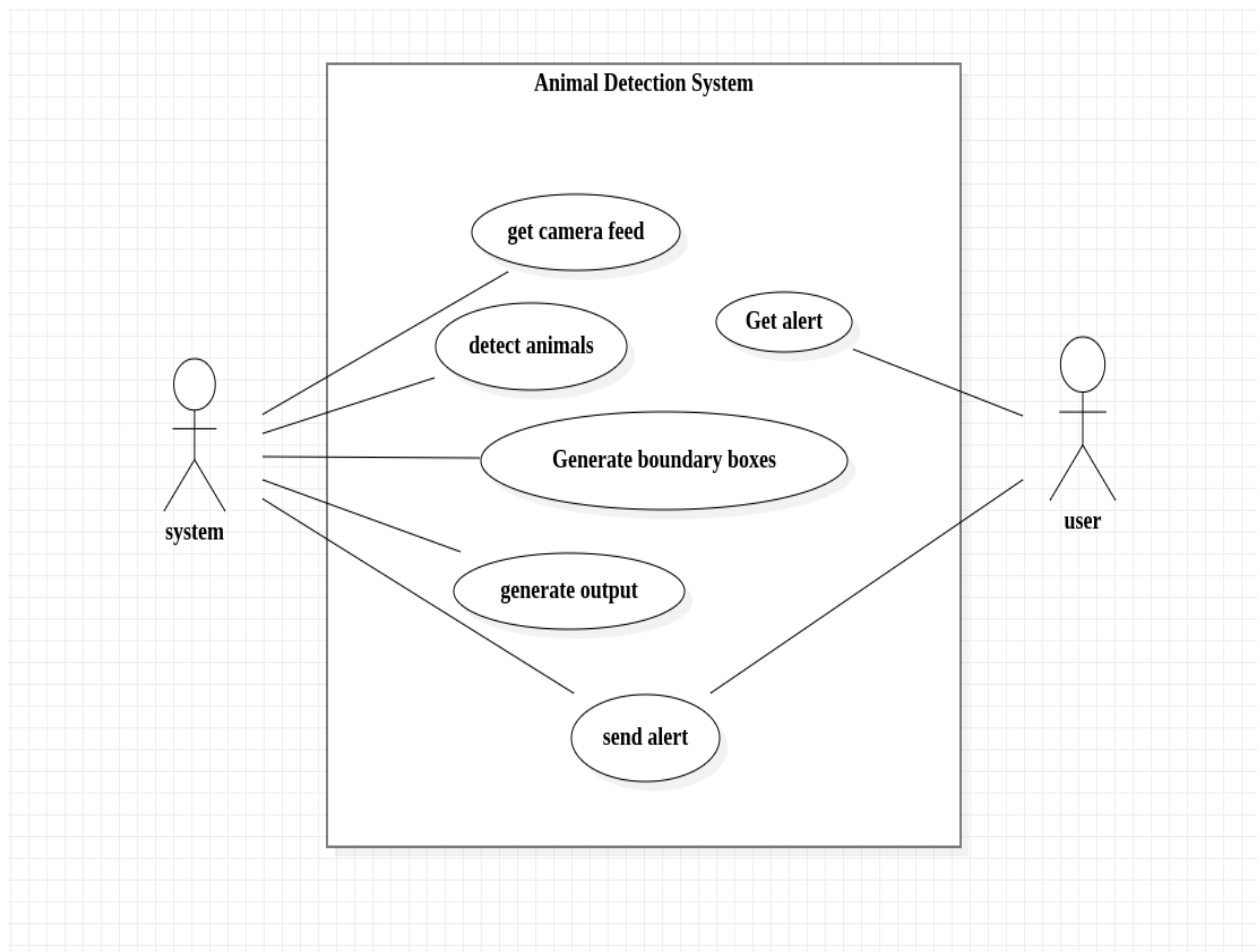 Animal Detection System
get camera feed
Get alert
detect animals
Generate boundary boxes
system
user
generate output
send alert